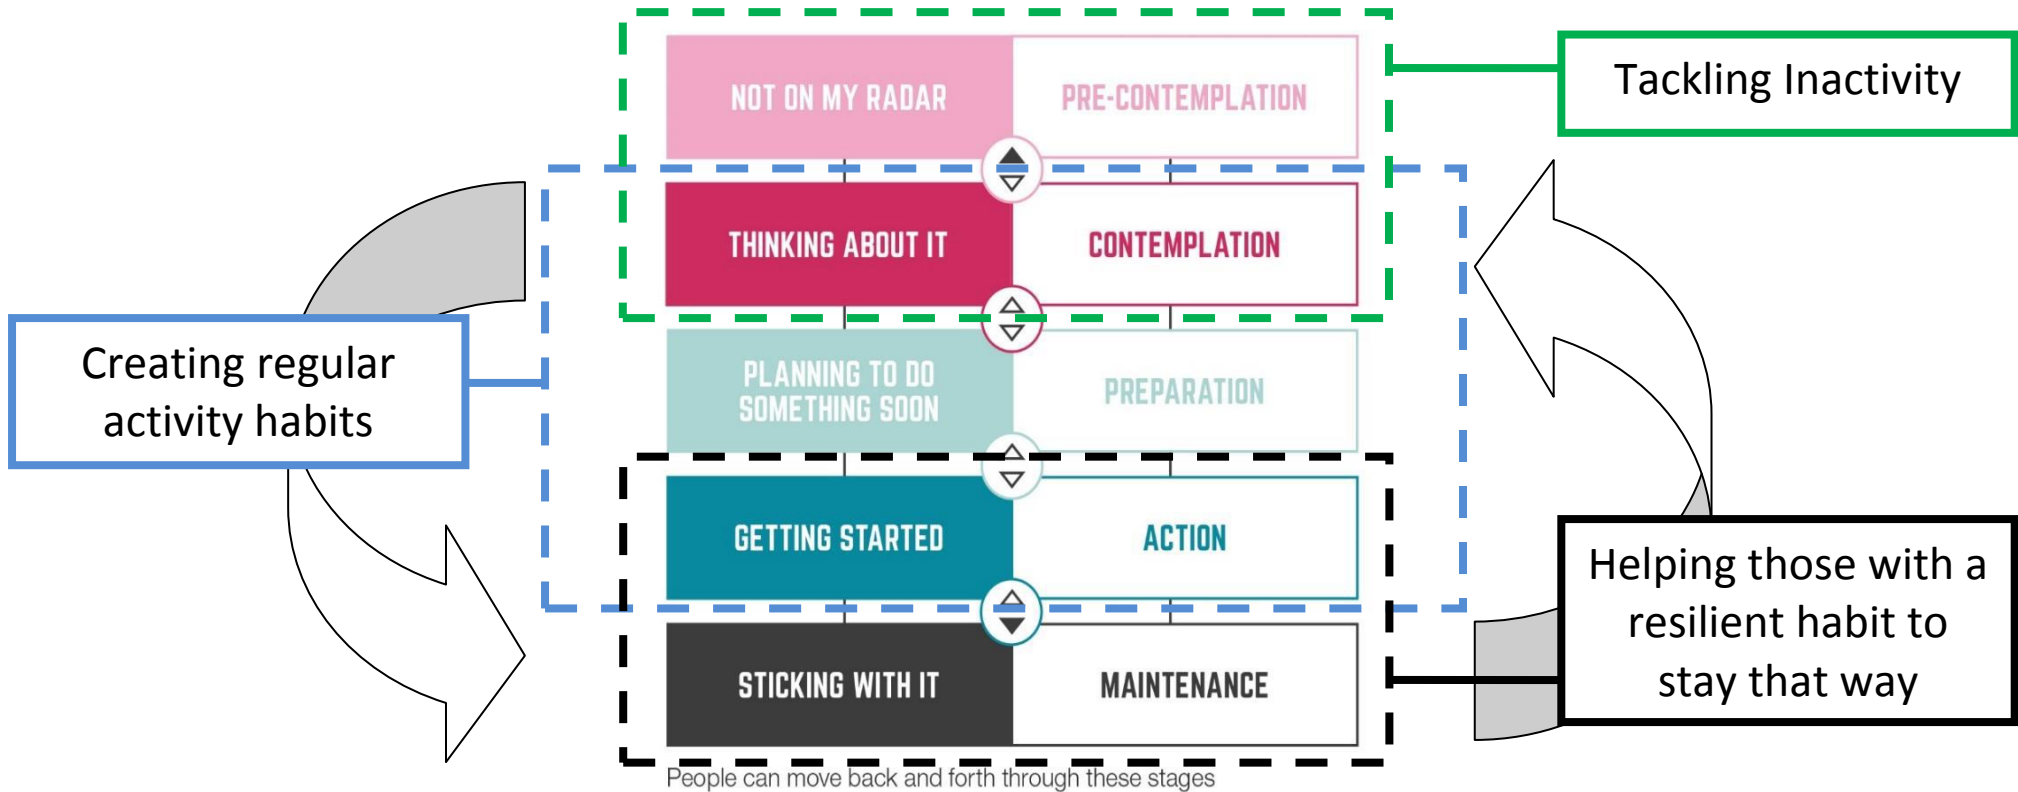 NOT ON MY RADAR
PRE-CONTEMPLATION
Tackling Inactivity
THINKING ABOUT IT
CONTEMPLATION
Creating regular
activity habits
PLANNING TO DO
SOMETHING SOON
PREPARATION
GETTING STARTED
ACTION
Helping those with a
resilient habit to
stay that way
STICKING WITH IT
MAINTENANCE
People can move back and forth through these stages